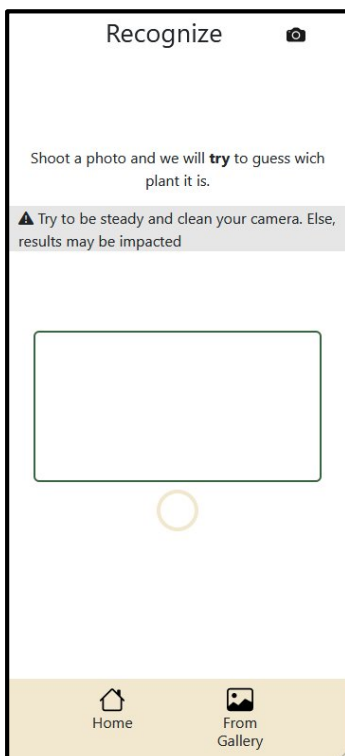 Recognize
Shoot a photo and we will try to guess wich
plant it is.
Try to be steady and clean your camera. Else,
results may be impacted
Home
From
Gallery